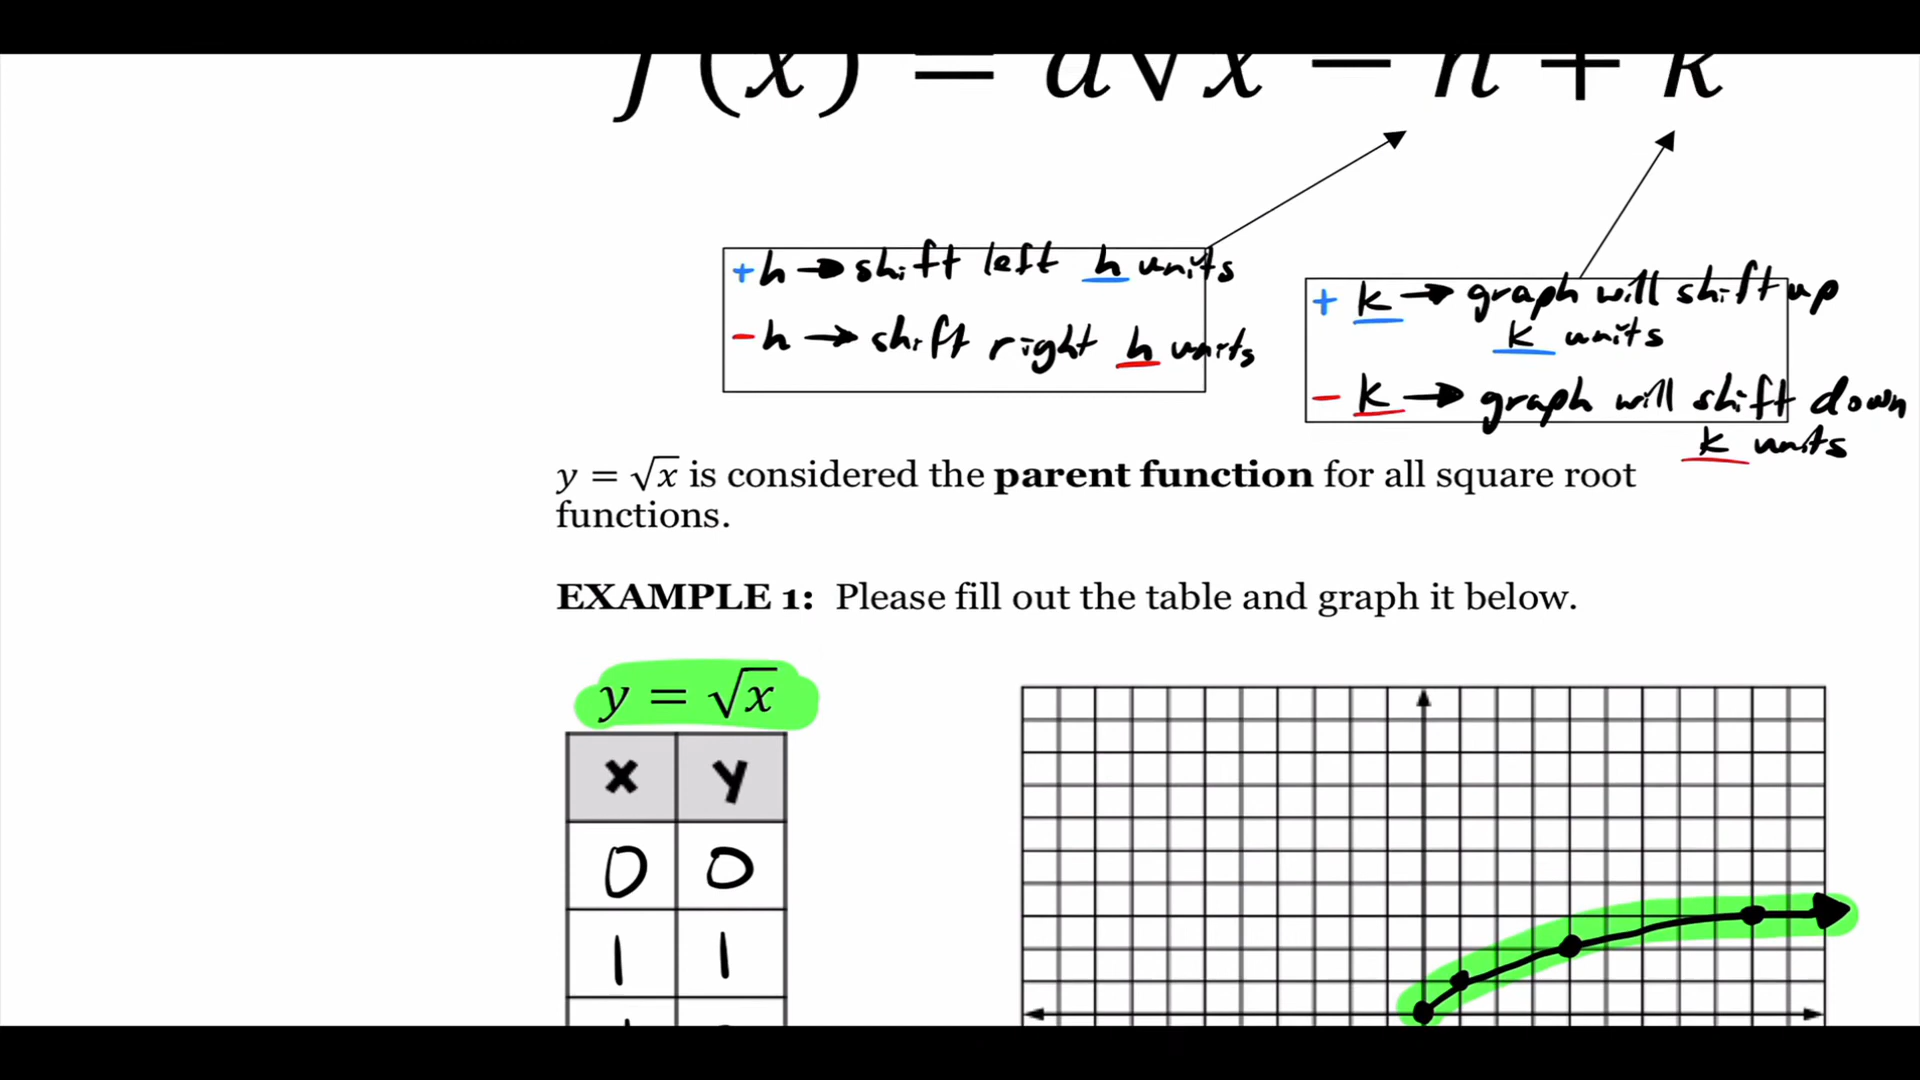 f(x) = a√x − h + k
+h → shift left h units
−h → shift right h units
+ k → graph will shift up
k units
− k → graph will shift down
k units
y = √x is considered the parent function for all square root
functions.
EXAMPLE 1: Please fill out the table and graph it below.
y = √x
x y
0 0
1 1